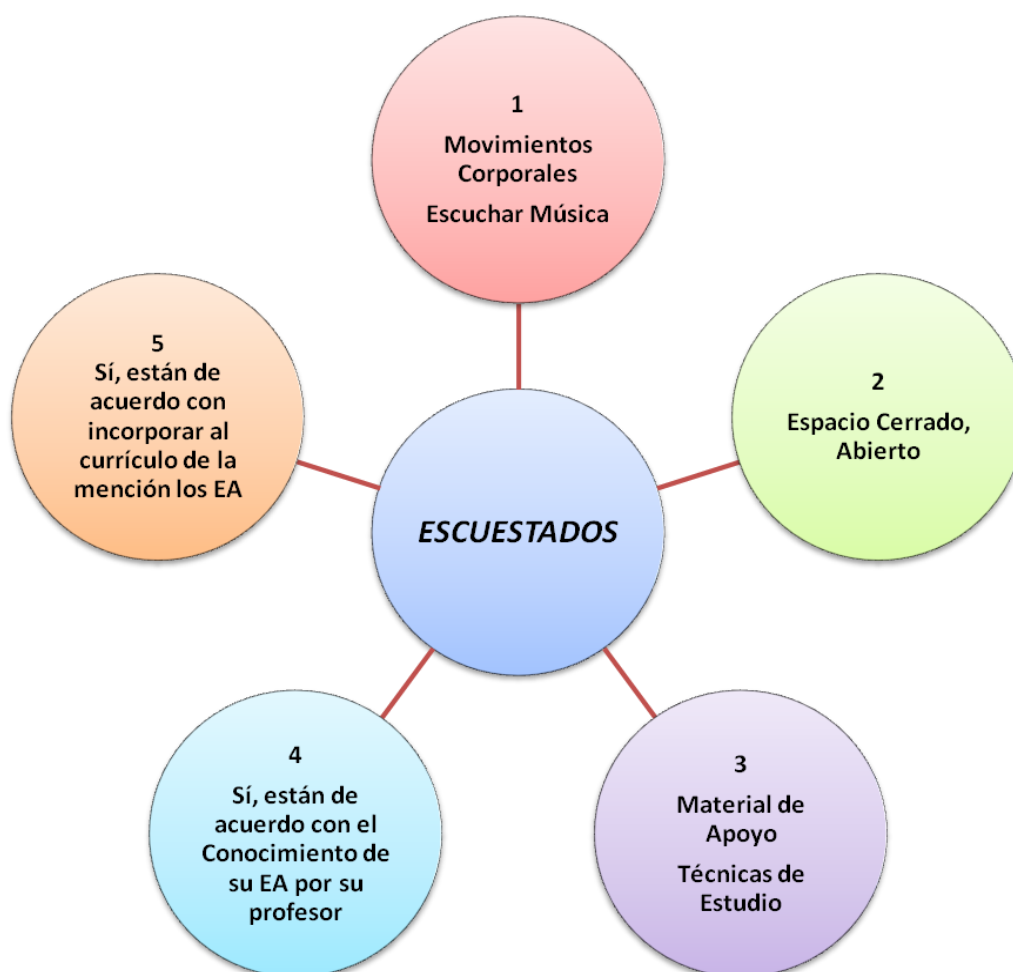 1
Movimientos
Corporales
Escuchar Música
2
Espacio Cerrado,
Abierto
3
Material de
Apoyo
Técnicas de
Estudio
4
Sí, están de
acuerdo con el
Conocimiento de
su EA por su
profesor
5
Sí, están de
acuerdo con
incorporar al
currículo de la
mención los EA
ESCUESTADOS